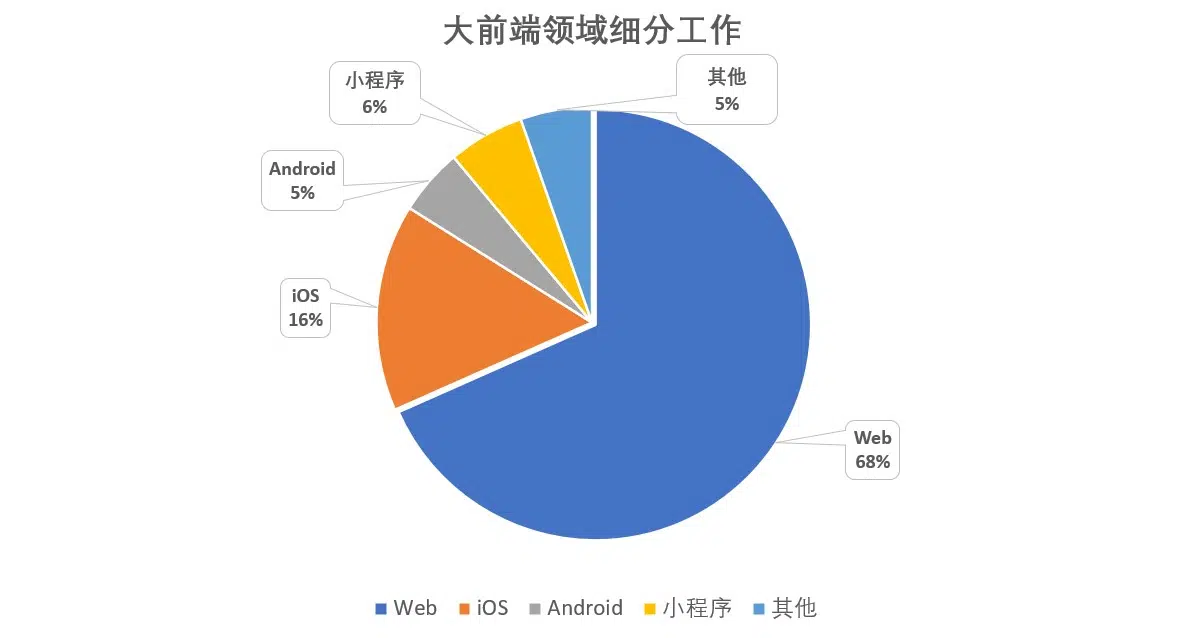 大前端领域细分工作
小程序
6%
其他
5%
Android
5%
iOS
16%
Web
68%
Web iOS Android 小程序 其他